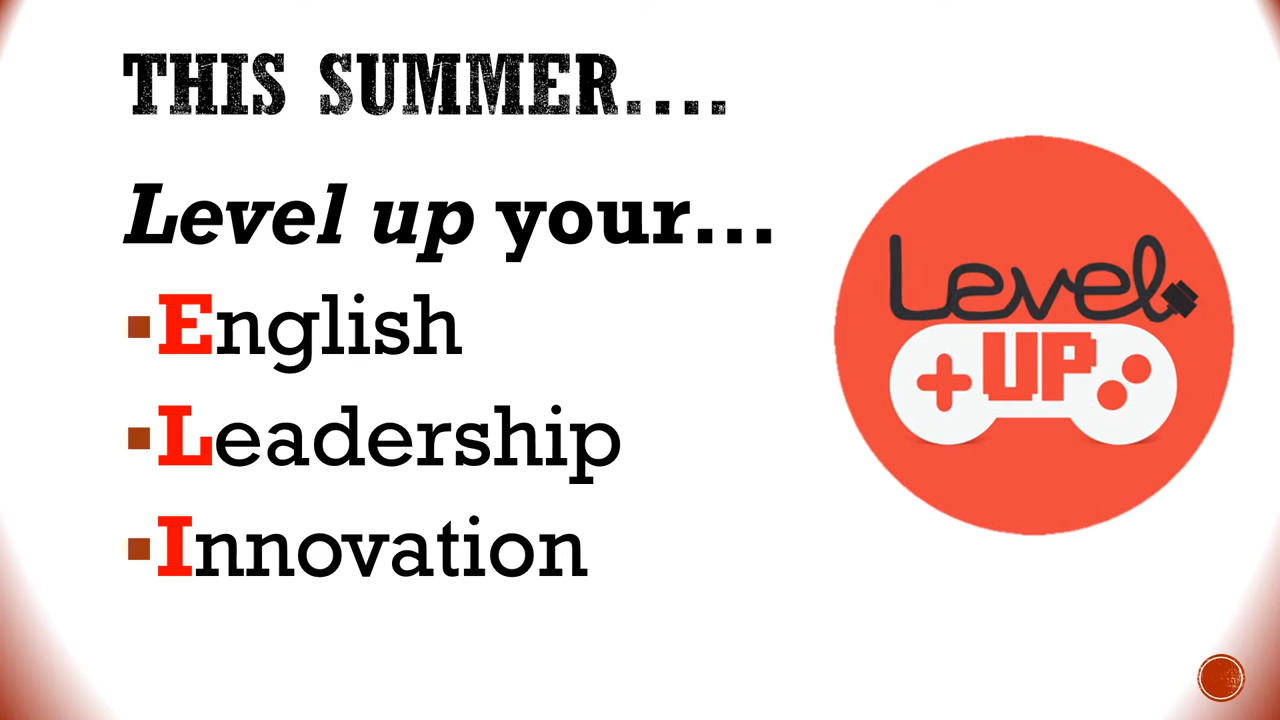 THIS SUMMER....
Level up your...
▪English
▪Leadership
▪Innovation
Level
UP